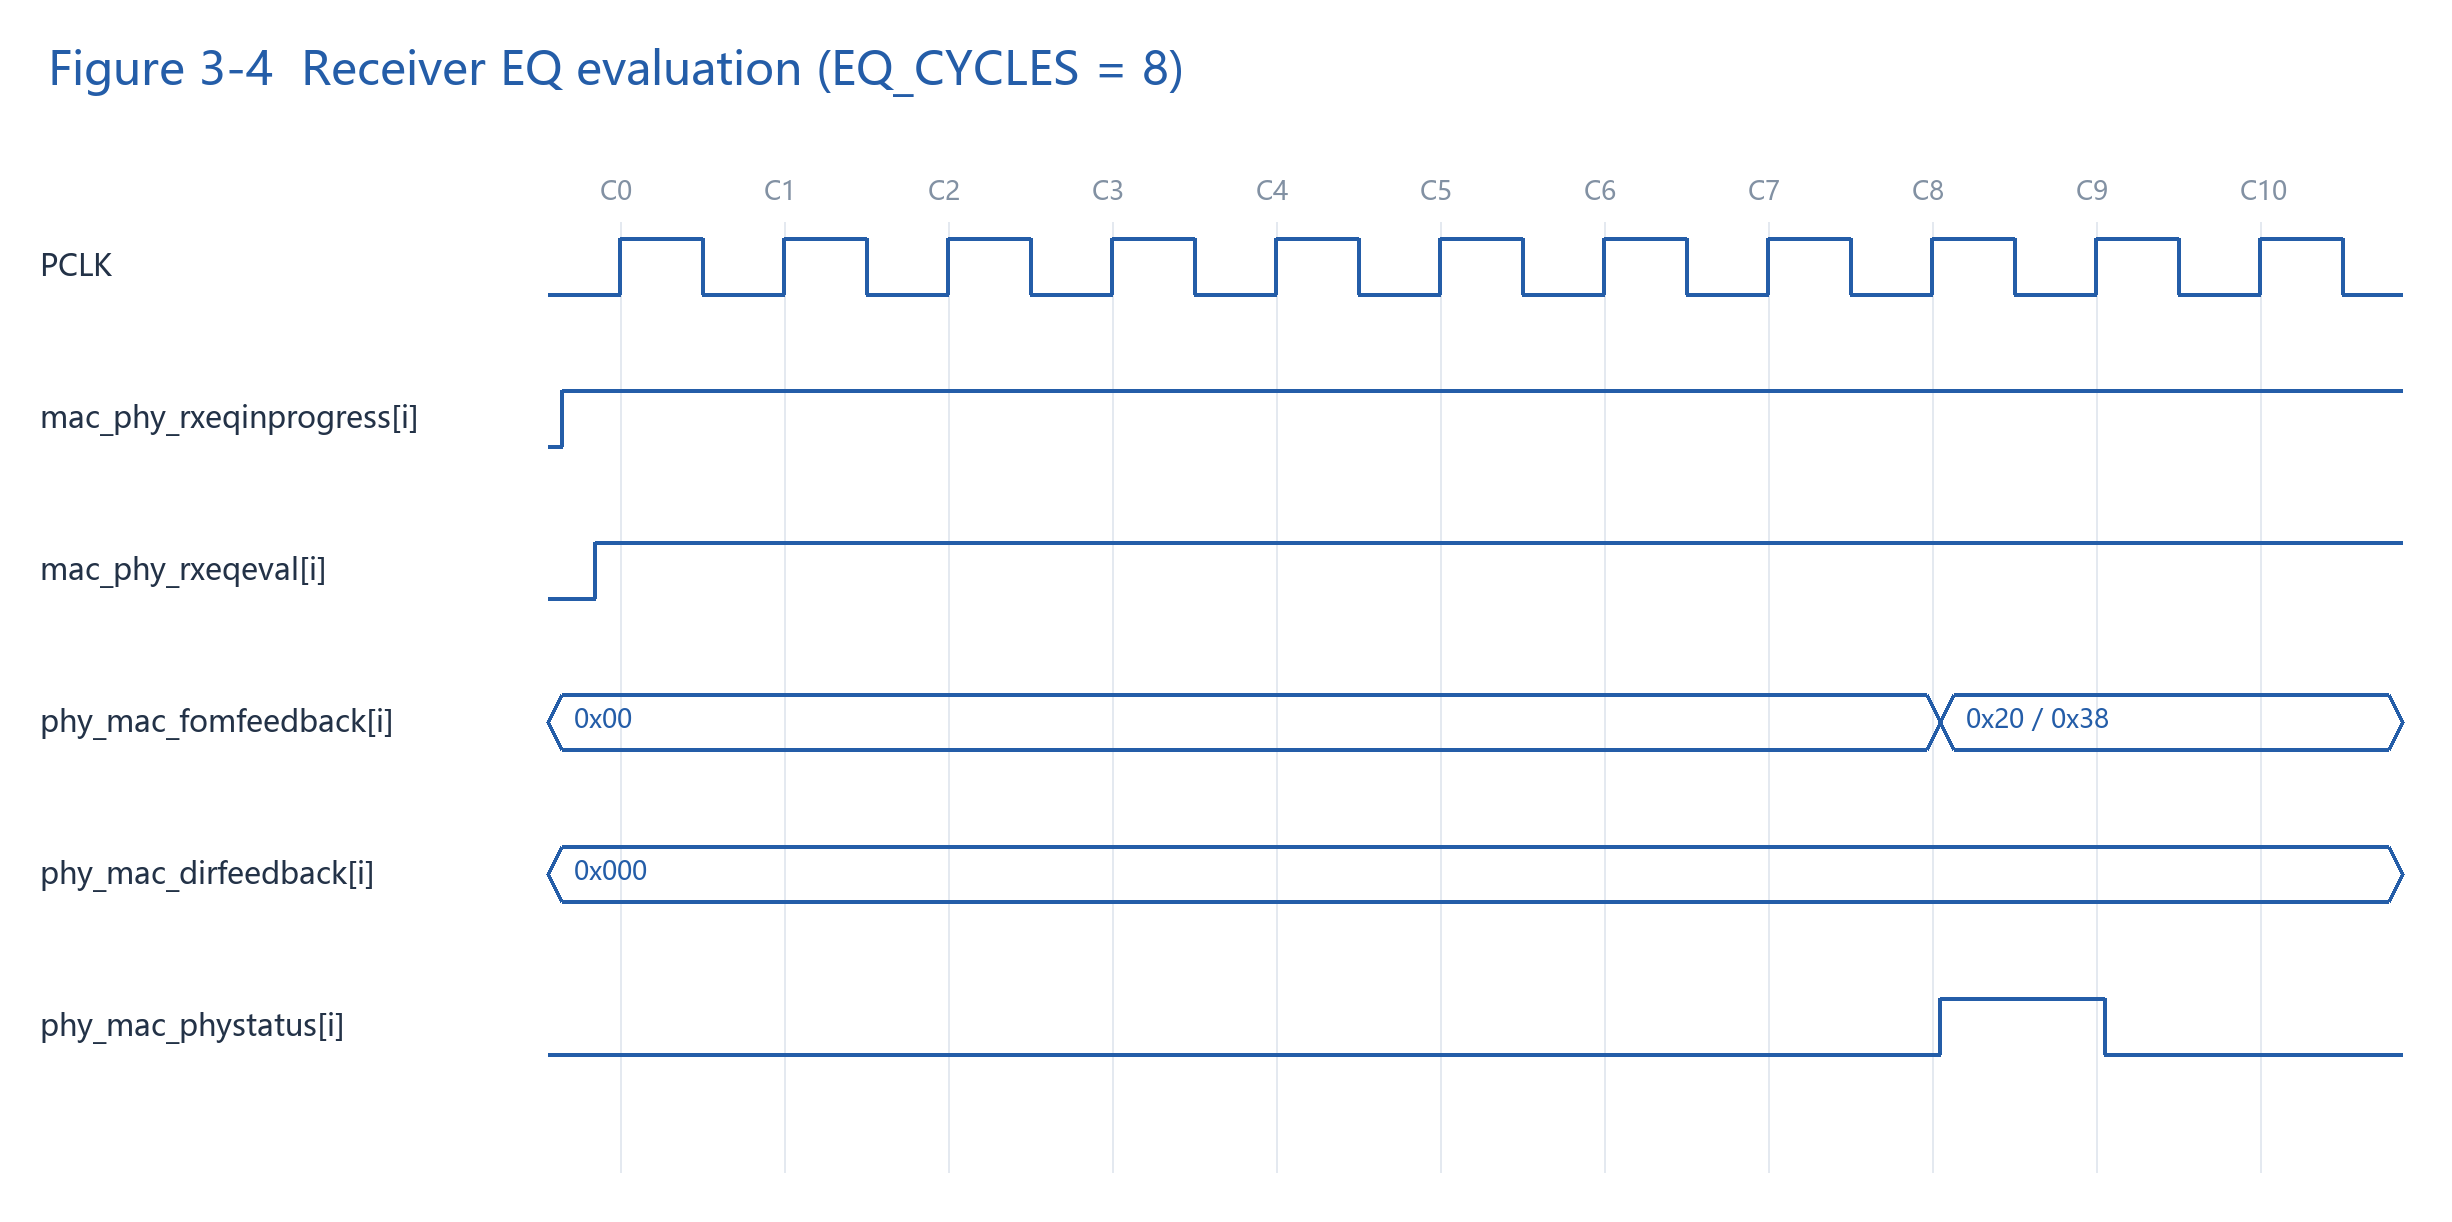 Figure 3-4 Receiver EQ evaluation (EQ_CYCLES = 8)
C0 C1 C2 C3 C4 C5 C6 C7 C8 C9 C10
PCLK
mac_phy_rxeqinprogress[i]
mac_phy_rxeqeval[i]
phy_mac_fomfeedback[i] 0x00 0x20 / 0x38
phy_mac_dirfeedback[i] 0x000
phy_mac_phystatus[i]